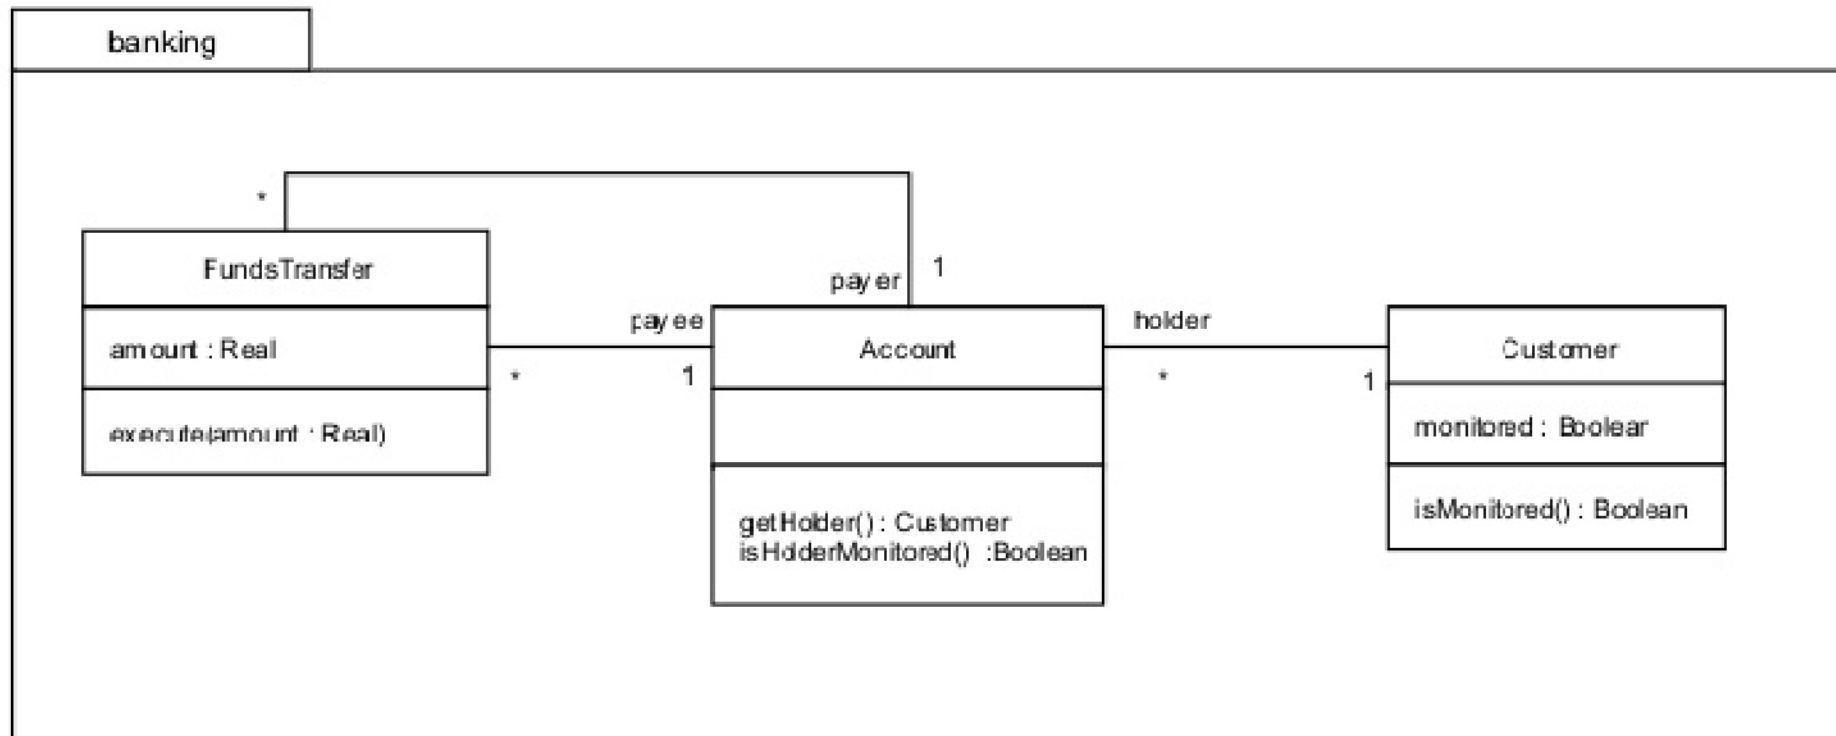 banking
*
FundsTransfer
amount : Real
execute(amount : Real)
payer
1
payee
*
1
Account
getHolder() : Customer
isHolderMonitored() :Boolean
holder
*
1
Customer
monitored : Boolean
isMonitored() : Boolean